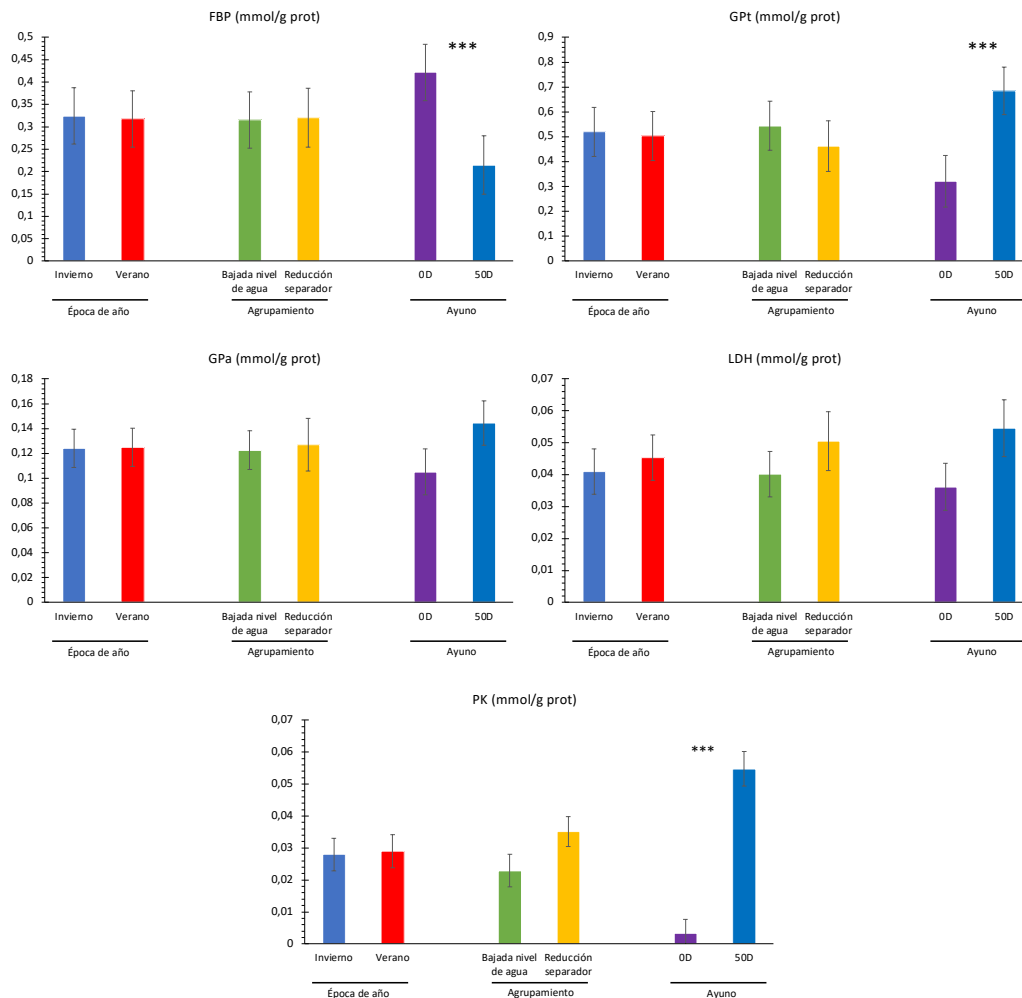 FBP (mmol/g prot)
0,5
0,45
0,4
0,35
0,3
0,25
0,2
0,15
0,1
0,05
0
***
Invierno
Verano
Bajada nivel
de agua
Reducción
separador
0D
50D
Época de año
Agrupamiento
Ayuno
GPt (mmol/g prot)
0,9
0,8
0,7
0,6
0,5
0,4
0,3
0,2
0,1
0
***
Invierno
Verano
Bajada nivel
de agua
Reducción
separador
0D
50D
Época de año
Agrupamiento
Ayuno
GPa (mmol/g prot)
0,18
0,16
0,14
0,12
0,1
0,08
0,06
0,04
0,02
0
Invierno
Verano
Bajada nivel
de agua
Reducción
separador
0D
50D
Época de año
Agrupamiento
Ayuno
LDH (mmol/g prot)
0,07
0,06
0,05
0,04
0,03
0,02
0,01
0
Invierno
Verano
Bajada nivel
de agua
Reducción
separador
0D
50D
Época de año
Agrupamiento
Ayuno
PK (mmol/g prot)
0,07
0,06
0,05
0,04
0,03
0,02
0,01
0
***
Invierno
Verano
Bajada nivel
de agua
Reducción
separador
0D
50D
Época de año
Agrupamiento
Ayuno